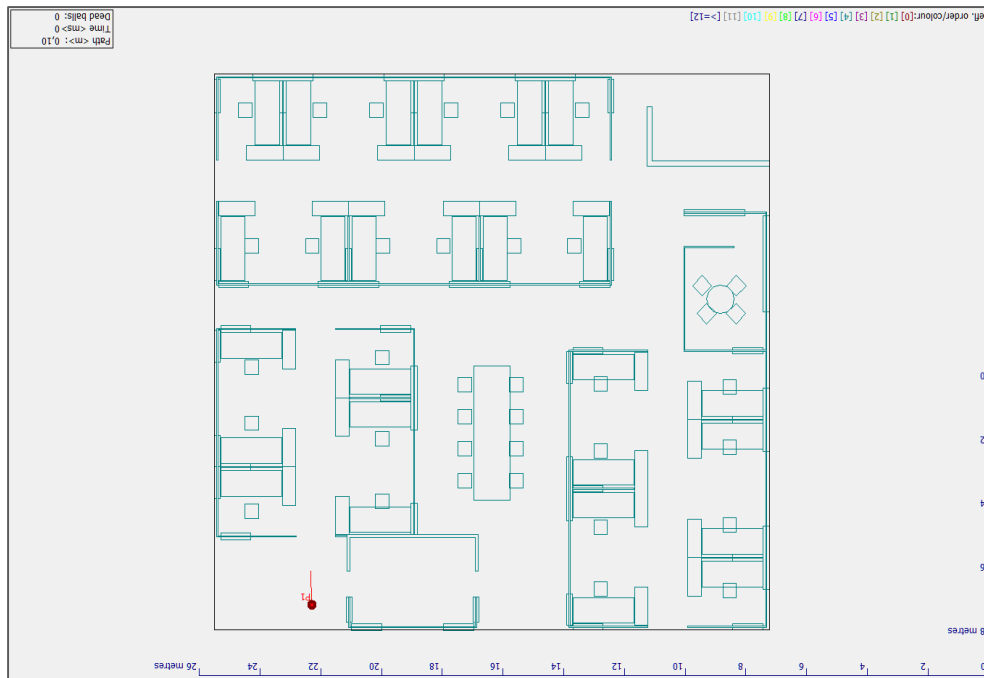 0 2 4 6 8 10 12 14 16 18 20 22 24 26 metres
8 metres
P1
6
4
2
0
Path <m>: 0,10
Time <ms> 0
Dead balls: 0
efl. order/colour:[0] [1] [2] [3] [4] [5] [6] [7] [8] [9] [10] [11] [>=12]